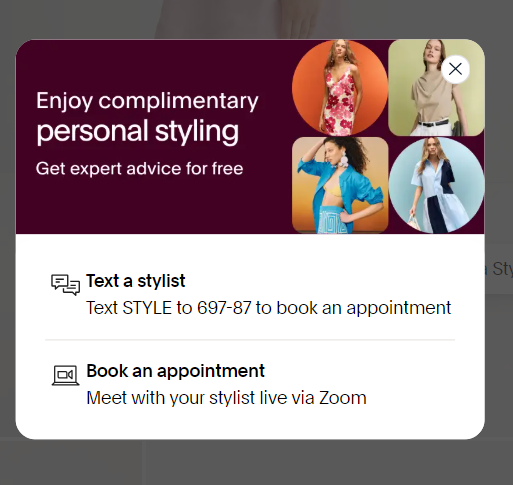 Enjoy complimentary
personal styling
Get expert advice for free
Text a stylist
Text STYLE to 697-87 to book an appointment
Book an appointment
Meet with your stylist live via Zoom